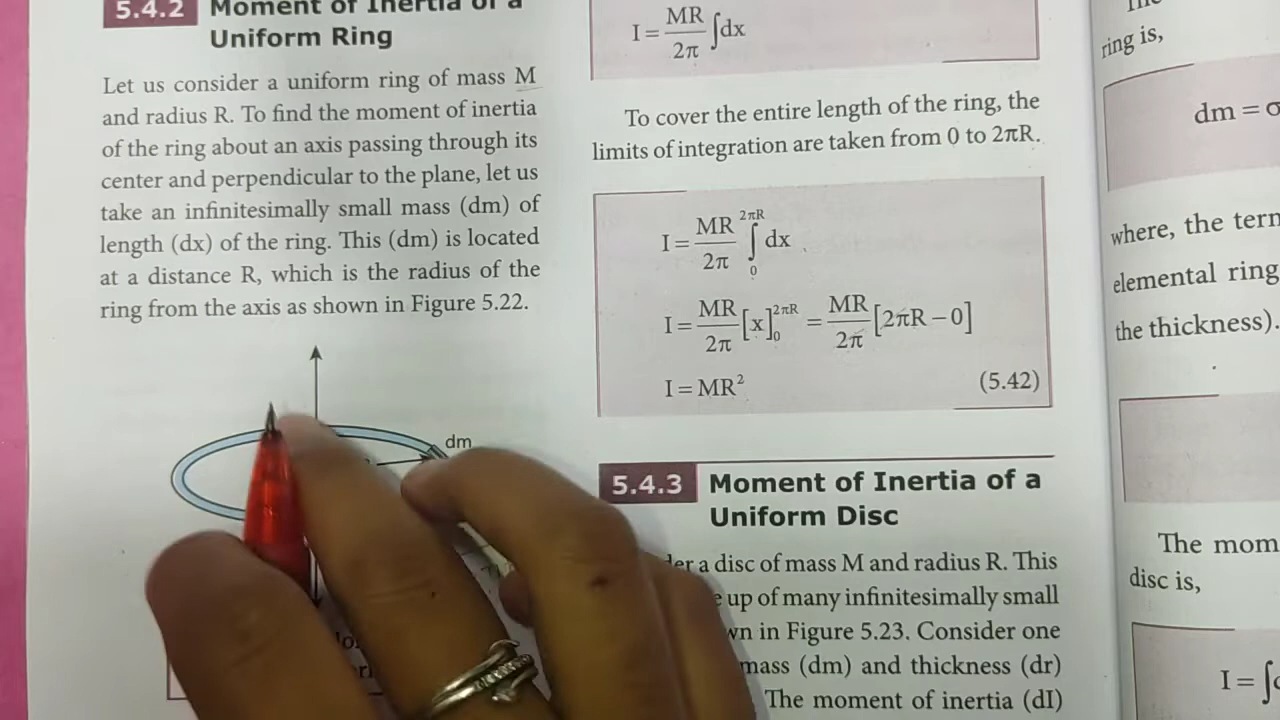 5.4.2 Moment of Inertia of a
Uniform Ring
Let us consider a uniform ring of mass M
and radius R. To find the moment of inertia
of the ring about an axis passing through its
center and perpendicular to the plane, let us
take an infinitesimally small mass (dm) of
length (dx) of the ring. This (dm) is located
at a distance R, which is the radius of the
ring from the axis as shown in Figure 5.22.
dm
I = MR/2π ∫dx
To cover the entire length of the ring, the
limits of integration are taken from 0 to 2πR.
I = MR/2π ∫₀^2πR dx
I = MR/2π [x]₀^2πR = MR/2π [2πR – 0]
I = MR² (5.42)
5.4.3 Moment of Inertia of a
Uniform Disc
a disc of mass M and radius R. This
up of many infinitesimally small
in Figure 5.23. Consider one
mass (dm) and thickness (dr)
The moment of inertia (dI)
ring is,
dm = σ
where, the
elemental ring
the thickness).
The
disc is,
I = ∫